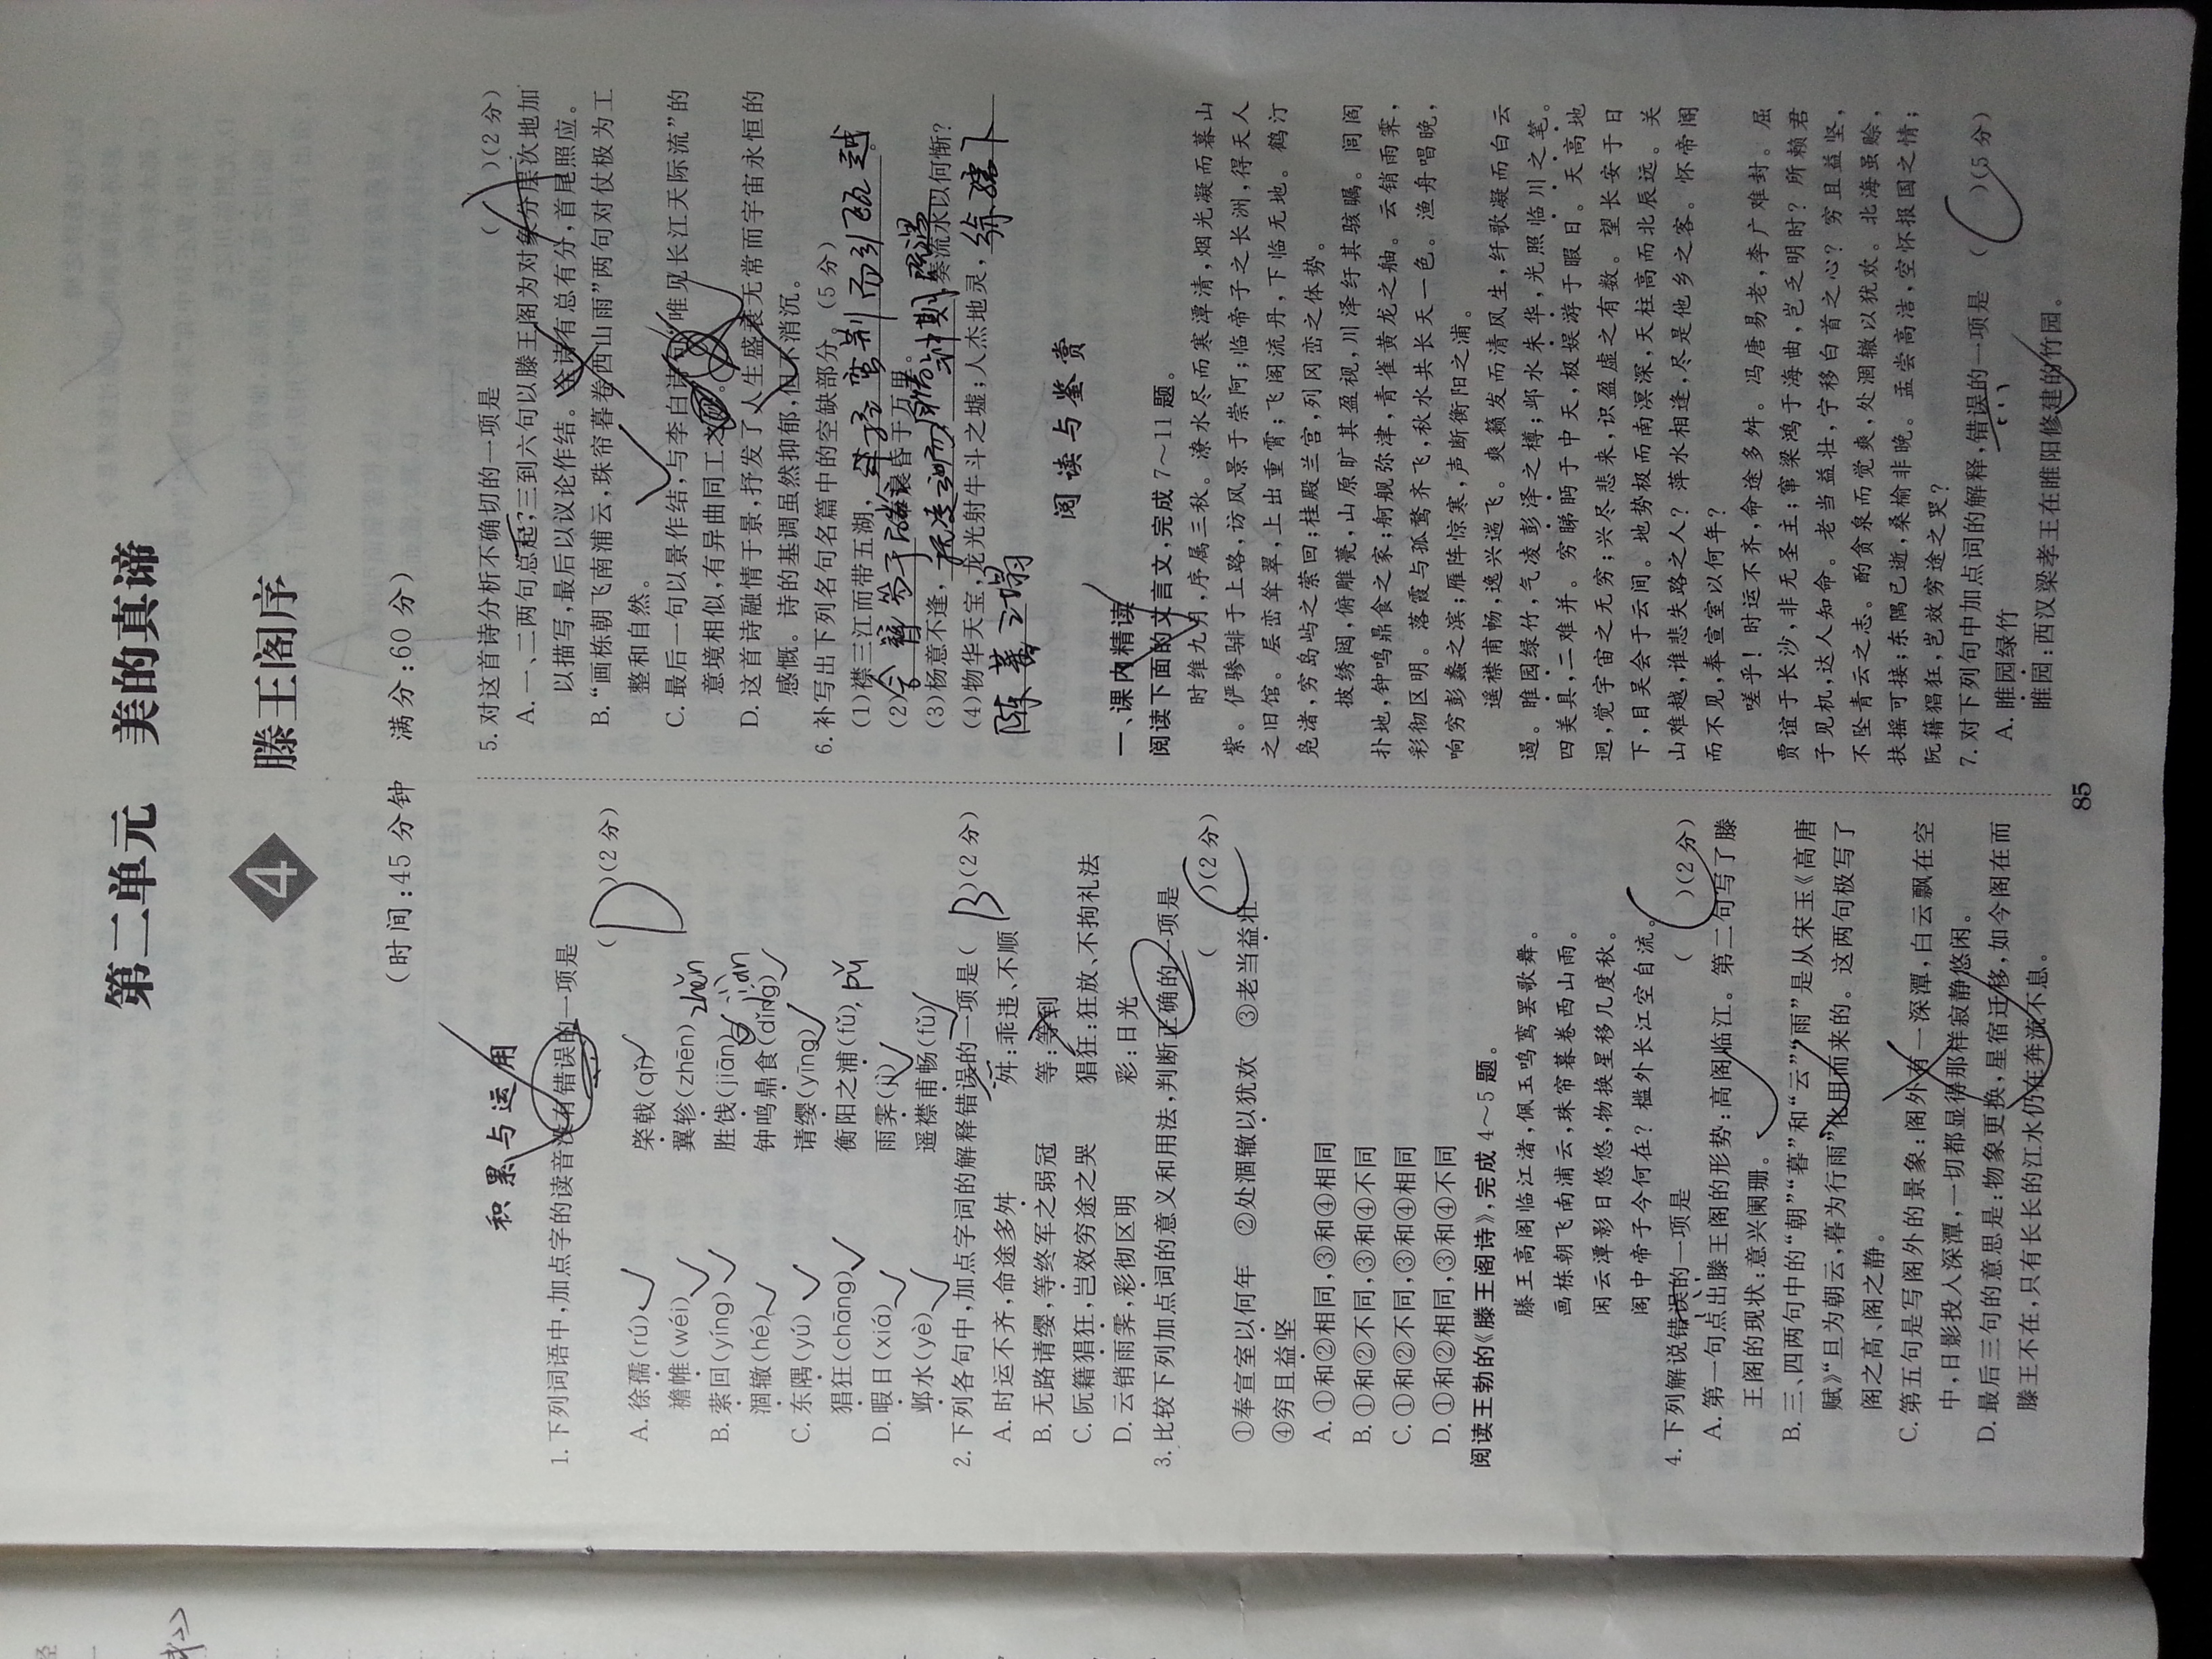 第二单元 美的真谛
4 滕王阁序
(时间:45分钟 满分:60分)
积累与运用
1.下列词语中,加点字的读音没有错误的一项是
( D )(2分)
A.徐孺(rú) 棨戟(qǐ)
襜帷(wéi) 翼轸(zhēn) zhěn
B.萦回(yíng) 胜饯(jiān) jiàn
涸辙(hé) 钟鸣鼎食(dǐng)
C.东隅(yú) 请缨(yīng)
猖狂(chāng) 衡阳之浦(fǔ) pǔ
D.暇日(xiá) 雨霁(jì)
邺水(yè) 遥襟甫畅(fǔ)
2.下列各句中,加点字词的解释错误的一项是( B )(2分)
A.时运不齐,命途多舛 舛:乖违、不顺
B.无路请缨,等终军之弱冠 等:等到
C.阮籍猖狂,岂效穷途之哭 猖狂:狂放、不拘礼法
D.云销雨霁,彩彻区明 彩:日光
3.比较下列加点词的意义和用法,判断正确的一项是
( C )(2分)
①奉宣室以何年 ②处涸辙以犹欢 ③老当益壮
④穷且益坚
A.①和②相同,③和④相同
B.①和②不同,③和④不同
C.①和②不同,③和④相同
D.①和②相同,③和④不同
阅读王勃的《滕王阁诗》,完成4~5题。
滕王高阁临江渚,佩玉鸣鸾罢歌舞。
画栋朝飞南浦云,珠帘暮卷西山雨。
闲云潭影日悠悠,物换星移几度秋。
阁中帝子今何在?槛外长江空自流。
4.下列解说错误的一项是 ( C )(2分)
A.第一句点出滕王阁的形势:高阁临江。第二句写了滕
王阁的现状:意兴阑珊。
B.三、四两句中的“朝”“暮”和“云”“雨”是从宋玉《高唐
赋》“旦为朝云,暮为行雨”化用而来的。这两句极写了
阁之高、阁之静。
C.第五句是写阁外的景象:阁外有一深潭,白云飘在空
中,日影投入深潭,一切都显得那样寂静悠闲。
D.最后三句的意思是:物象更换,星宿迁移,如今阁在而
滕王不在,只有长长的江水仍在奔流不息。
5.对这首诗分析不确切的一项是 ( A )(2分)
A.一、二两句总起;三到六句以滕王阁为对象分层次地加
以描写,最后以议论作结。全诗有总有分,首尾照应。
B.“画栋朝飞南浦云,珠帘暮卷西山雨”两句对仗极为工
整和自然。
C.最后一句以景作结,与李白诗句“唯见长江天际流”的
意境相似,有异曲同工之妙。
D.这首诗融情于景,抒发了人生盛衰无常而宇宙永恒的
感慨。诗的基调虽然抑郁,但不消沉。
6.补写出下列名句名篇中的空缺部分。(5分)
(1)襟三江而带五湖, 蛮荆而引瓯越
(2) 晨昏于万里。
(3)杨意不逢, 钟期 奏流水以何惭?
(4)物华天宝,龙光射牛斗之墟;人杰地灵, 徐孺下
陈蕃之榻
阅读与鉴赏
一、课内精读
阅读下面的文言文,完成7~11题。
时维九月,序属三秋。潦水尽而寒潭清,烟光凝而暮山
紫。俨骖騑于上路,访风景于崇阿;临帝子之长洲,得天人
之旧馆。层峦耸翠,上出重霄;飞阁流丹,下临无地。鹤汀
凫渚,穷岛屿之萦回;桂殿兰宫,列冈峦之体势。
披绣闼,俯雕甍,山原旷其盈视,川泽纡其骇瞩。闾阎
扑地,钟鸣鼎食之家;舸舰弥津,青雀黄龙之舳。云销雨霁,
彩彻区明。落霞与孤鹜齐飞,秋水共长天一色。渔舟唱晚,
响穷彭蠡之滨;雁阵惊寒,声断衡阳之浦。
遥襟甫畅,逸兴遄飞。爽籁发而清风生,纤歌凝而白云
遏。睢园绿竹,气凌彭泽之樽;邺水朱华,光照临川之笔。
四美具,二难并。穷睇眄于中天,极娱游于暇日。天高地
迥,觉宇宙之无穷;兴尽悲来,识盈虚之有数。望长安于日
下,目吴会于云间。地势极而南溟深,天柱高而北辰远。关
山难越,谁悲失路之人?萍水相逢,尽是他乡之客。怀帝阍
而不见,奉宣室以何年?
嗟乎!时运不齐,命途多舛。冯唐易老,李广难封。屈
贾谊于长沙,非无圣主;窜梁鸿于海曲,岂乏明时?所赖君
子见机,达人知命。老当益壮,宁移白首之心?穷且益坚,
不坠青云之志。酌贪泉而觉爽,处涸辙以犹欢。北海虽赊,
扶摇可接;东隅已逝,桑榆非晚。孟尝高洁,空怀报国之情;
阮籍猖狂,岂效穷途之哭?
7.对下列句中加点词的解释,错误的一项是 ( C )(5分)
A.睢园绿竹
睢园:西汉梁孝王在睢阳修建的竹园。
85